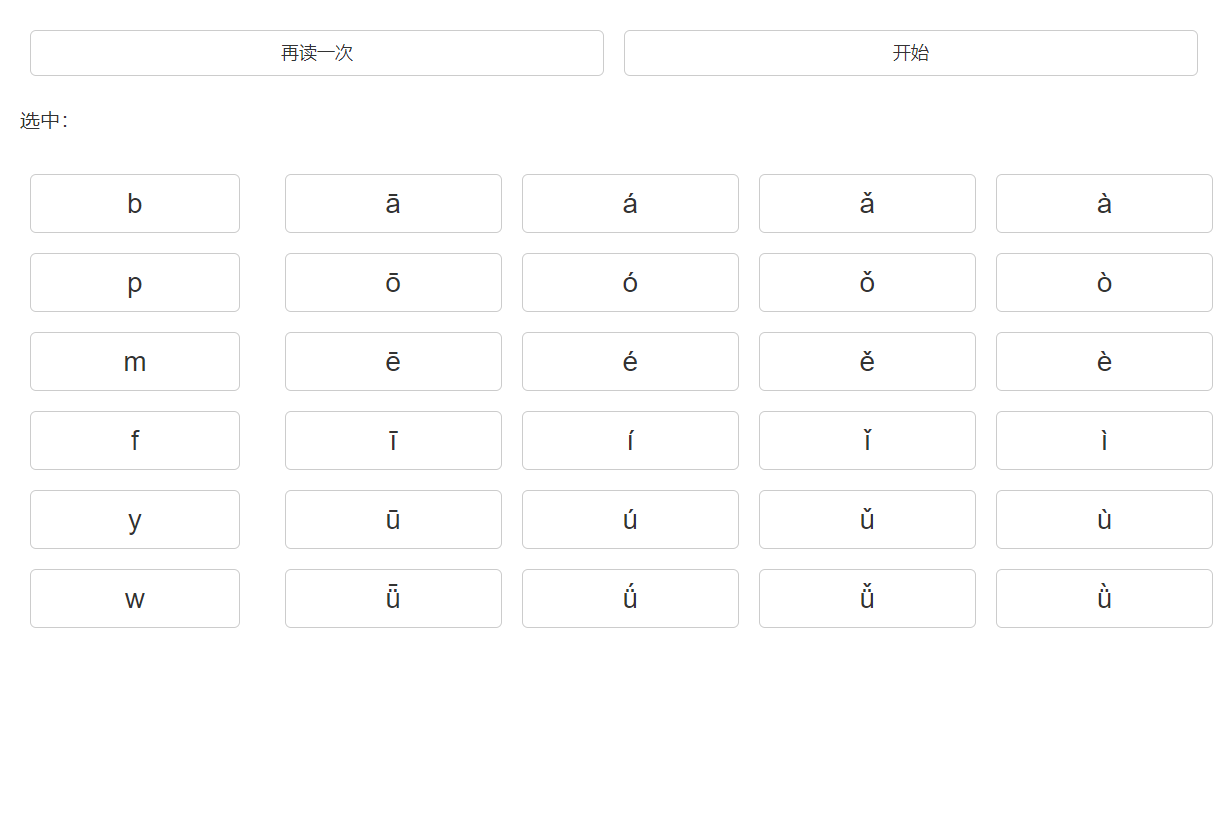 再读一次 开始
选中:
b ā á ǎ à
p ō ó ǒ ò
m ē é ě è
f ī í ǐ ì
y ū ú ǔ ù
w ǖ ǘ ǚ ǜ